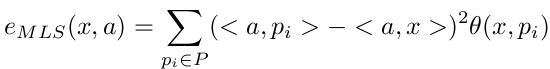 e_{MLS}(x, a) = \sum_{p_i \in P} (< a, p_i > - < a, x >)^2 \theta(x, p_i)